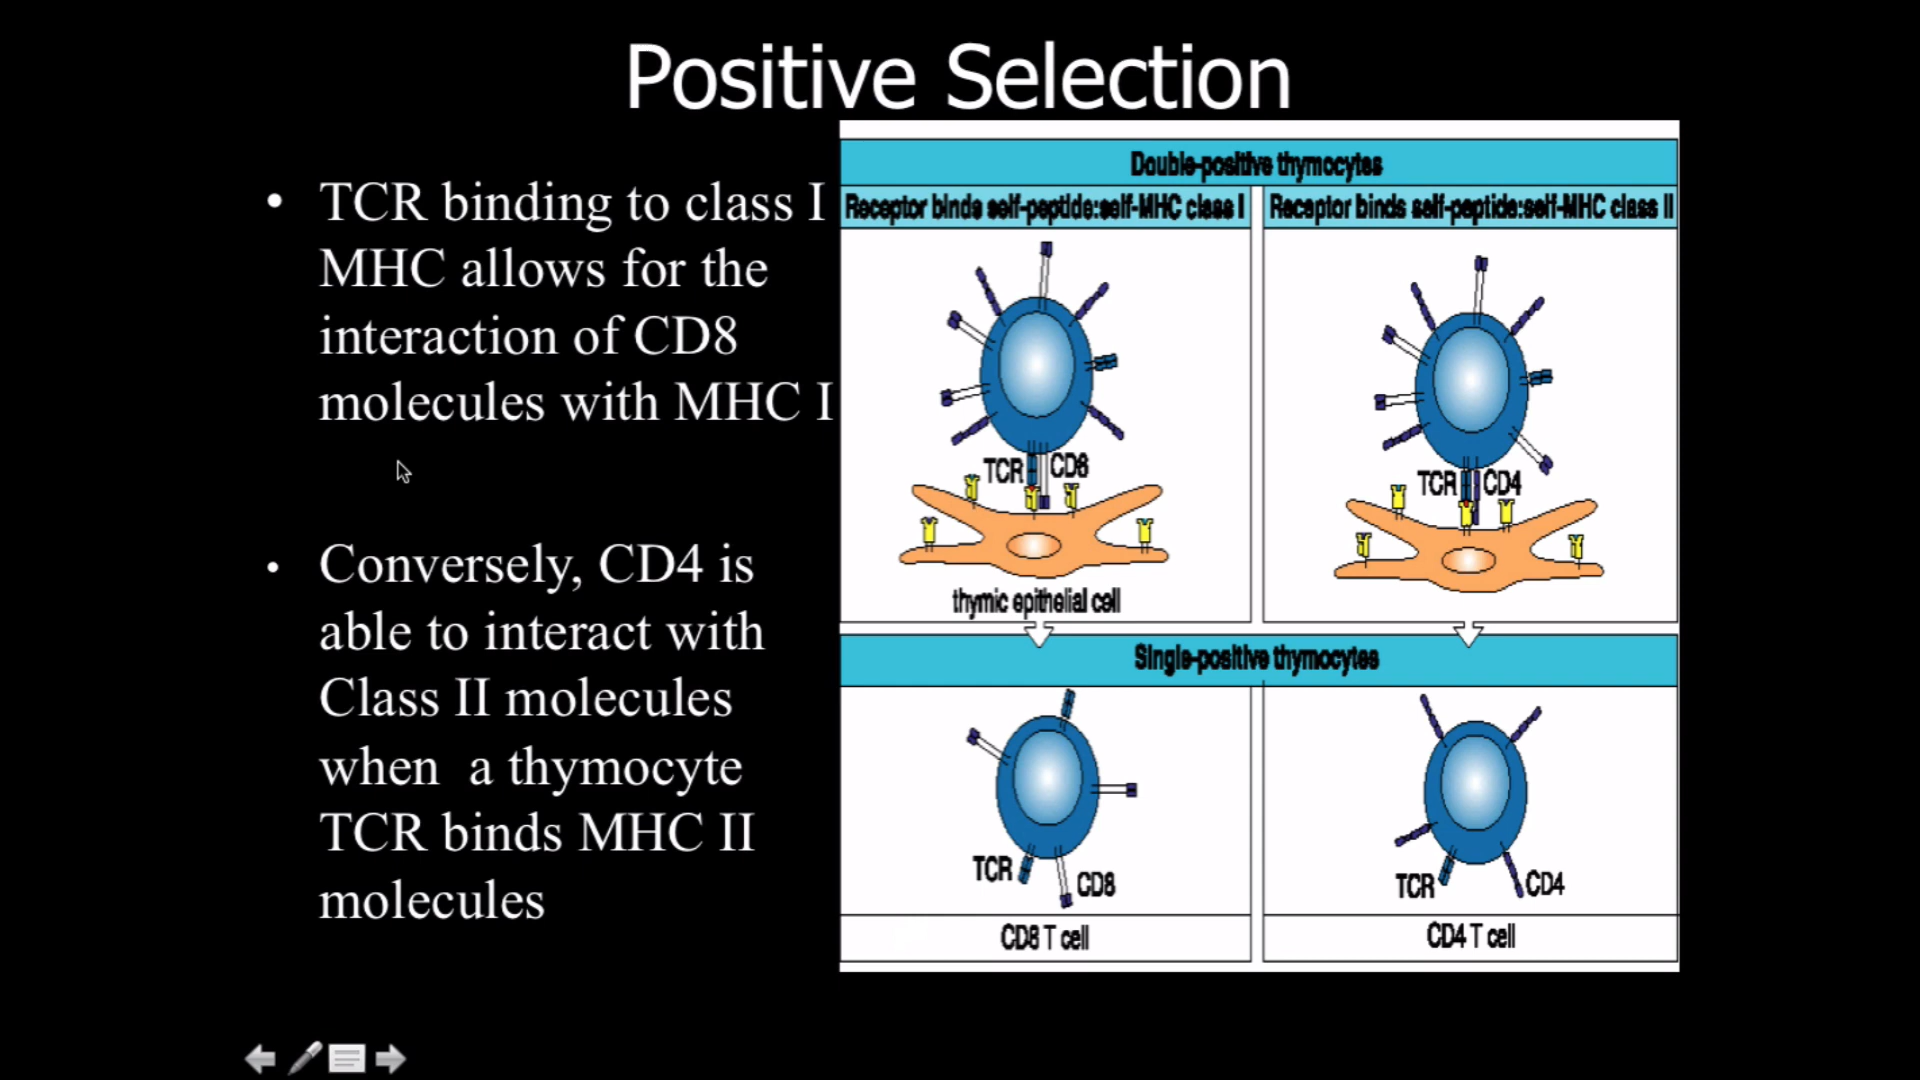 Positive Selection
• TCR binding to class I
MHC allows for the
interaction of CD8
molecules with MHC I
• Conversely, CD4 is
able to interact with
Class II molecules
when a thymocyte
TCR binds MHC II
molecules
Double-positive thymocytes
Receptor binds self-peptide:self-MHC class I
Receptor binds self-peptide:self-MHC class II
TCR
CD8
TCR
CD4
thymic epithelial cell
Single-positive thymocytes
TCR
CD8
TCR
CD4
CD8 T cell
CD4 T cell